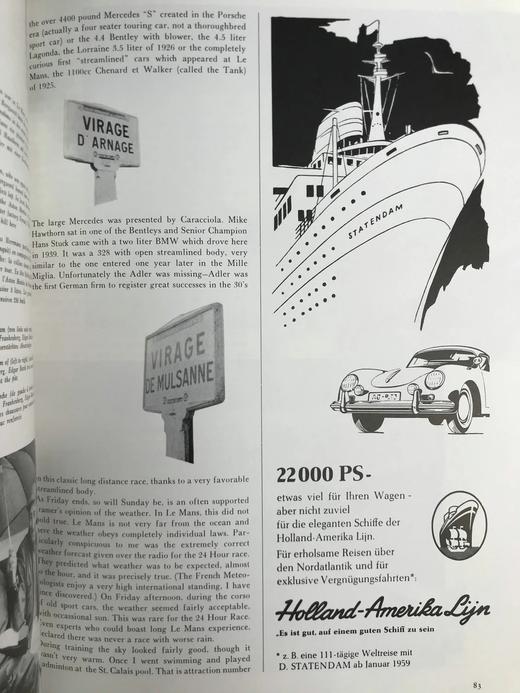 the over 4400 pound Mercedes "S" created in the Porsche
era (actually a four seater touring car, not a thoroughbred
sport car) or the 4.4 Bentley with blower, the 4.5 liter
Lagonda, the Lorraine 3.5 liter of 1926 or the completely
curious first "streamlined" cars which appeared at Le
Mans, the 1100cc Chenard et Walker (called the Tank)
of 1925.
VIRAGE
D'ARNAGE
The large Mercedes was presented by Caracciola. Mike
Hawthorn sat in one of the Bentleys and Senior Champion
Hans Stuck came with a two liter BMW which drove here
in 1939. It was a 328 with open streamlined body, very
similar to the one entered one year later in the Mille
Miglia. Unfortunately the Adler was missing—Adler was
the first German firm to register great successes in the 30's
VIRAGE
DE MULSANNE
in this classic long distance race, thanks to a very favorable
streamlined body.
As Friday ends, so will Sunday be, is an often supported
farmer's opinion of the weather. In Le Mans, this did not
hold true. Le Mans is not very far from the ocean and
here the weather obeys completely individual laws. Par-
ticularly conspicuous to me was the extremely correct
weather forecast given over the radio for the 24 Hour race.
They predicted what was to be expected, almost
to the hour, and it was precisely true. (The French Meteo-
rologists enjoy a very high international standing, I have
since discovered.) On Friday afternoon, during the corso
of old sport cars, the weather seemed fairly acceptable,
with occasional sun. This was rare for the 24 Hour Race.
Even experts who could boast long Le Mans experience,
declared there was never a race with worse rain.
During training the sky looked fairly good, though it
wasn't very warm. Once I went swimming and played
badminton at the St. Calais pool. That is attraction number
STATENDAM
22000 PS-
etwas viel für Ihren Wagen -
aber nicht zuviel
für die eleganten Schiffe der
Holland-Amerika Lijn.
Für erholsame Reisen über
den Nordatlantik und für
exklusive Vergnügungsfahrten*:
Holland-Amerika Lijn
„Es ist gut, auf einem guten Schiff zu sein
* z. B. eine 111-tägige Weltreise mit
D. STATENDAM ab Januar 1959
83